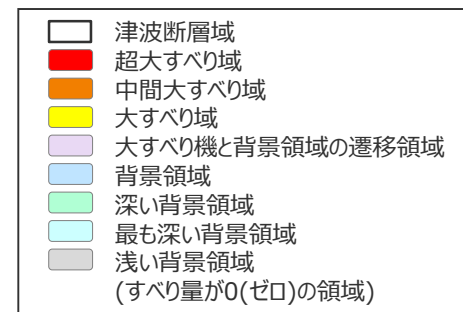 津波断層域
超大すべり域
中間大すべり域
大すべり域
大すべり機と背景領域の遷移領域
背景領域
深い背景領域
最も深い背景領域
浅い背景領域
(すべり量が0(ゼロ)の領域)